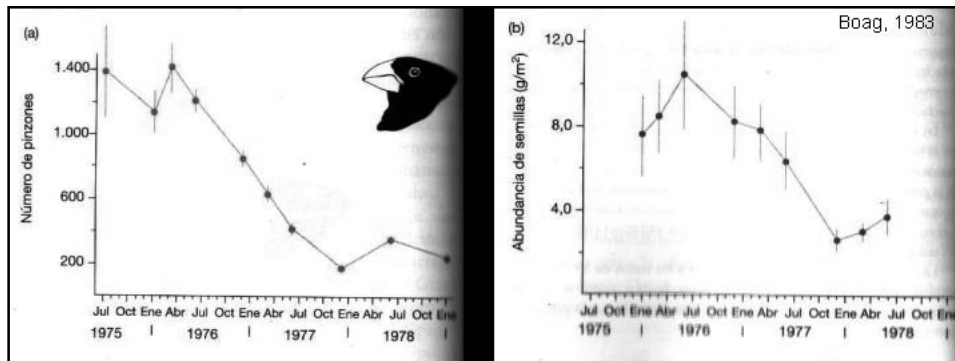 (a)
Número de pinzones
1.400
1.000
600
200
Jul Oct Ene Abr Jul Oct Ene Abr Jul Oct Ene Abr Jul Oct Ene
1975 | 1976 | 1977 | 1978 |
(b)
Boag, 1983
Abundancia de semillas (g/m²)
12,0
8,0
4,0
Jul Oct Ene Abr Jul Oct Ene Abr Jul Oct Ene Abr Jul Oct Ene
1975 | 1976 | 1977 | 1978 |